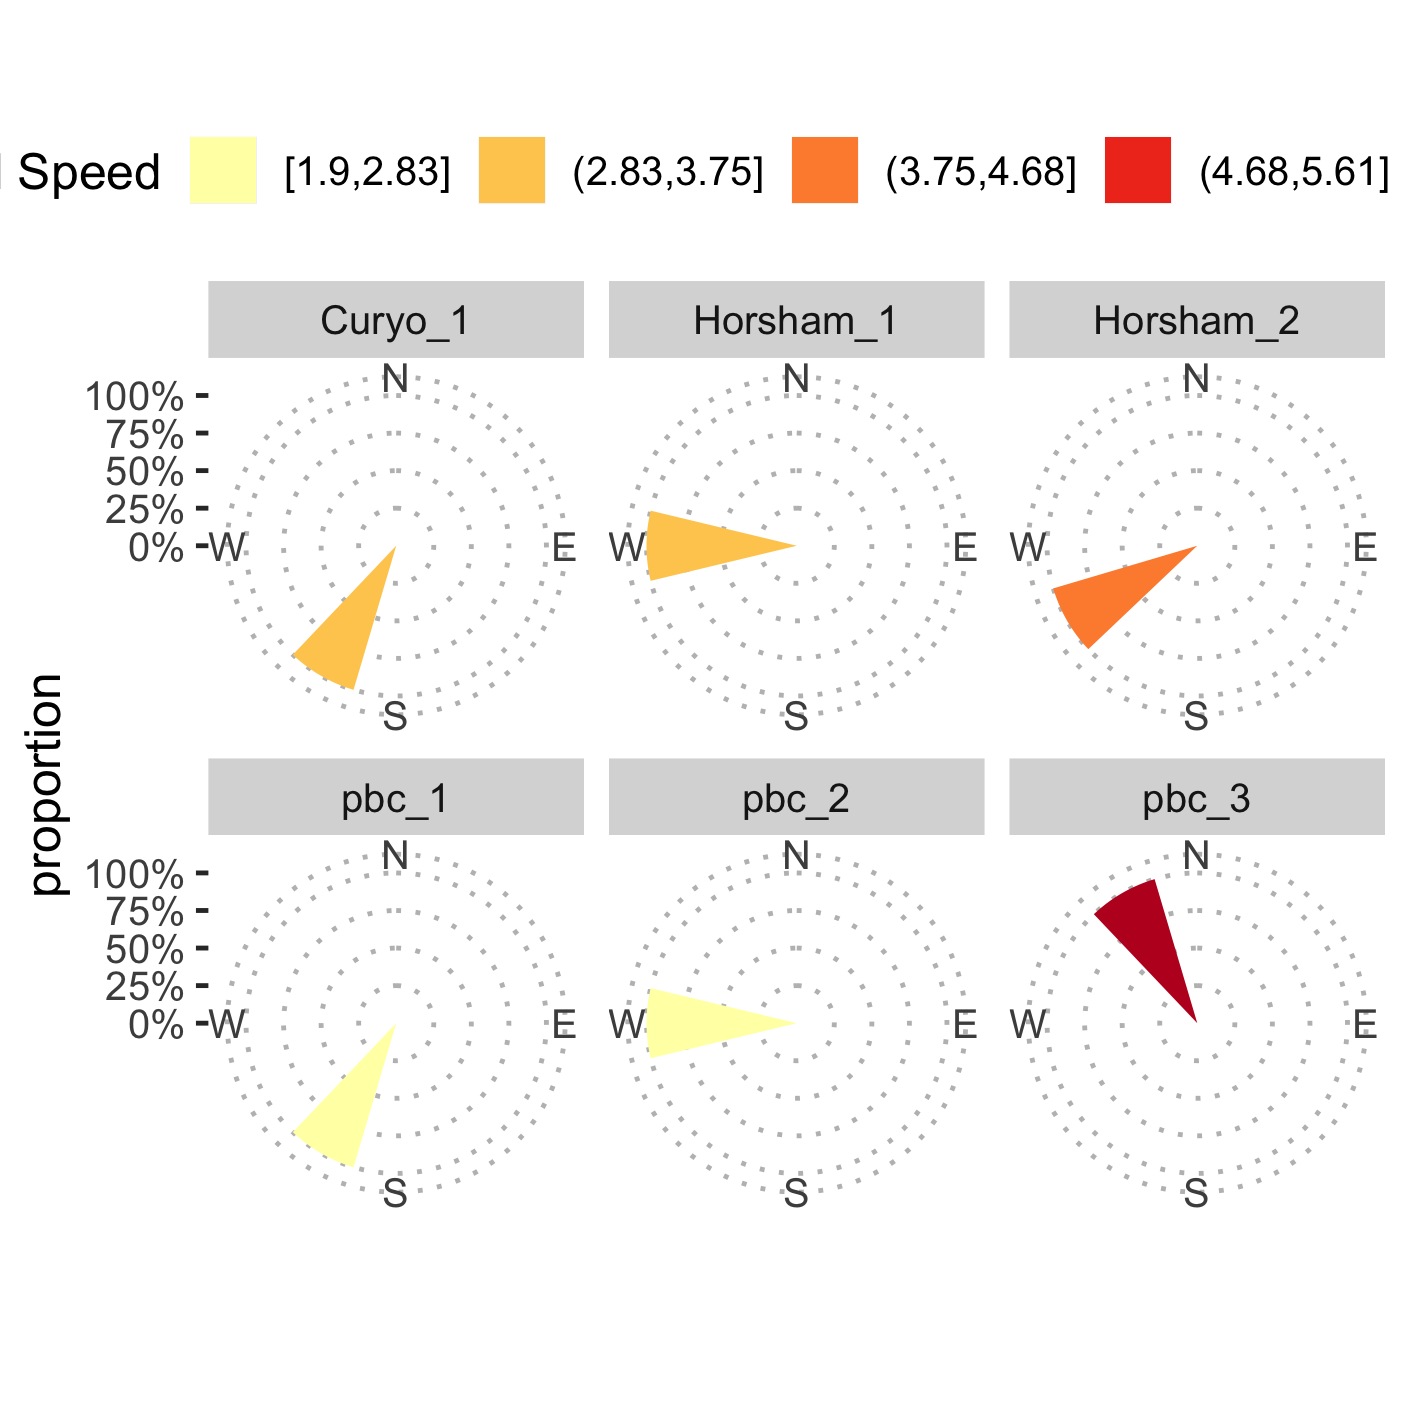 Speed [1.9,2.83] (2.83,3.75] (3.75,4.68] (4.68,5.61]
Curyo_1 Horsham_1 Horsham_2
N N N
100%
75%
50%
25%
0% W E W E W E
S S S
proportion
pbc_1 pbc_2 pbc_3
N N N
100%
75%
50%
25%
0% W E W E W E
S S S